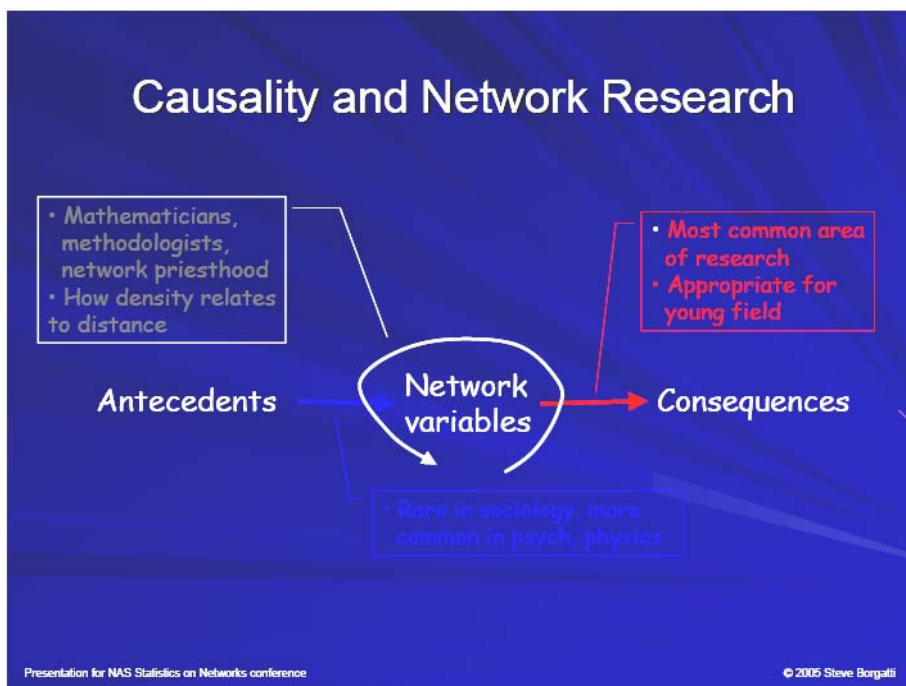 Causality and Network Research
• Mathematicians,
methodologists,
network priesthood
• How density relates
to distance
• Most common area
of research
• Appropriate for
young field
Antecedents
Network
variables
Consequences
• Rare in sociology, more
common in psych, physics
Presentation for NAS Statistics on Networks conference
© 2005 Steve Borgatti